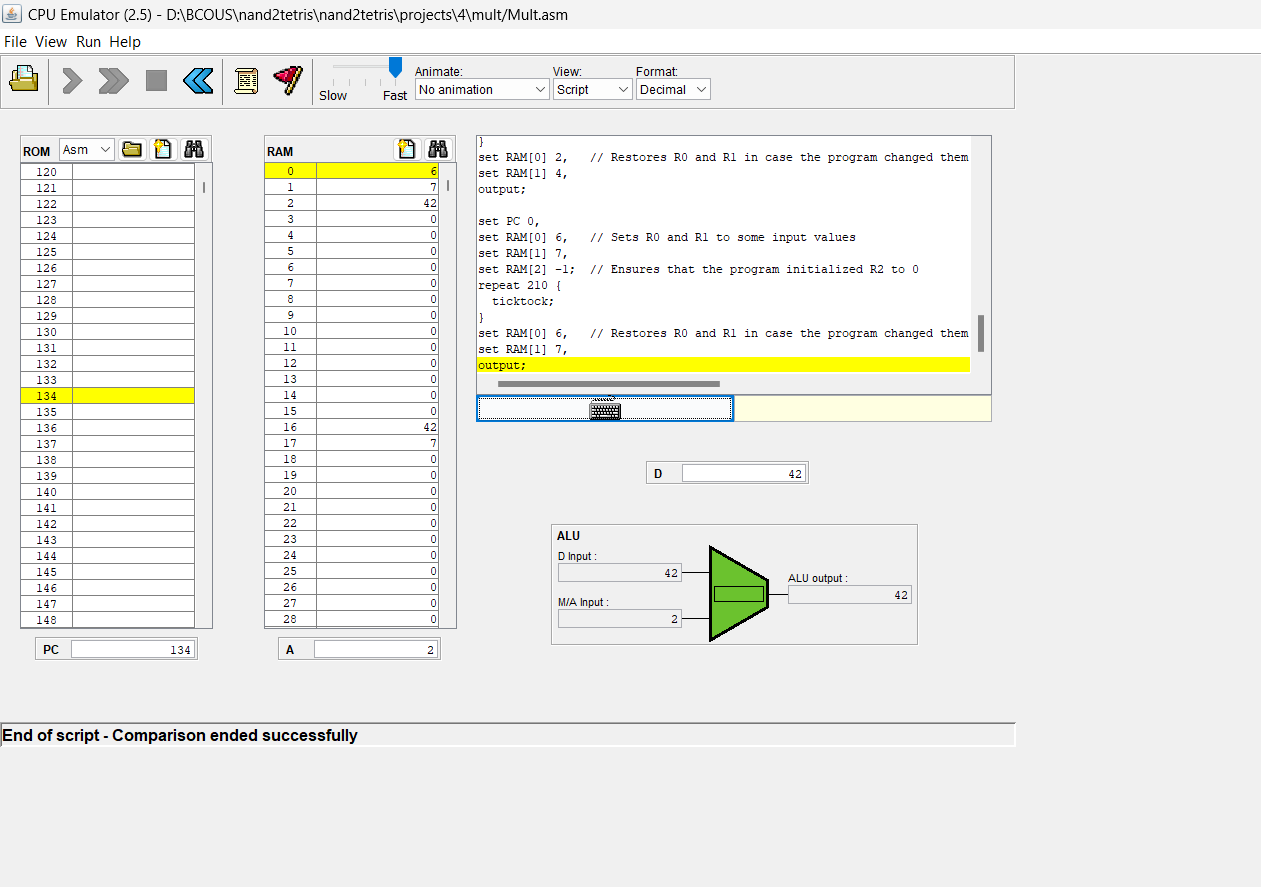 CPU Emulator (2.5) - D:\BCOUS\nand2tetris\nand2tetris\projects\4\mult/Mult.asm
File View Run Help
Slow Fast
Animate:
No animation
View:
Script
Format:
Decimal
ROM Asm
120
121
122
123
124
125
126
127
128
129
130
131
132
133
134
135
136
137
138
139
140
141
142
143
144
145
146
147
148
PC 134
RAM
0 6
1 7
2 42
3 0
4 0
5 0
6 0
7 0
8 0
9 0
10 0
11 0
12 0
13 0
14 0
15 0
16 42
17 7
18 0
19 0
20 0
21 0
22 0
23 0
24 0
25 0
26 0
27 0
28 0
A 2
}
set RAM[0] 2,   // Restores R0 and R1 in case the program changed them
set RAM[1] 4,
output;
set PC 0,
set RAM[0] 6,   // Sets R0 and R1 to some input values
set RAM[1] 7,
set RAM[2] -1;  // Ensures that the program initialized R2 to 0
repeat 210 {
  ticktock;
}
set RAM[0] 6,   // Restores R0 and R1 in case the program changed them
set RAM[1] 7,
output;
D 42
ALU
D Input :
42
M/A Input :
2
ALU output :
42
End of script - Comparison ended successfully